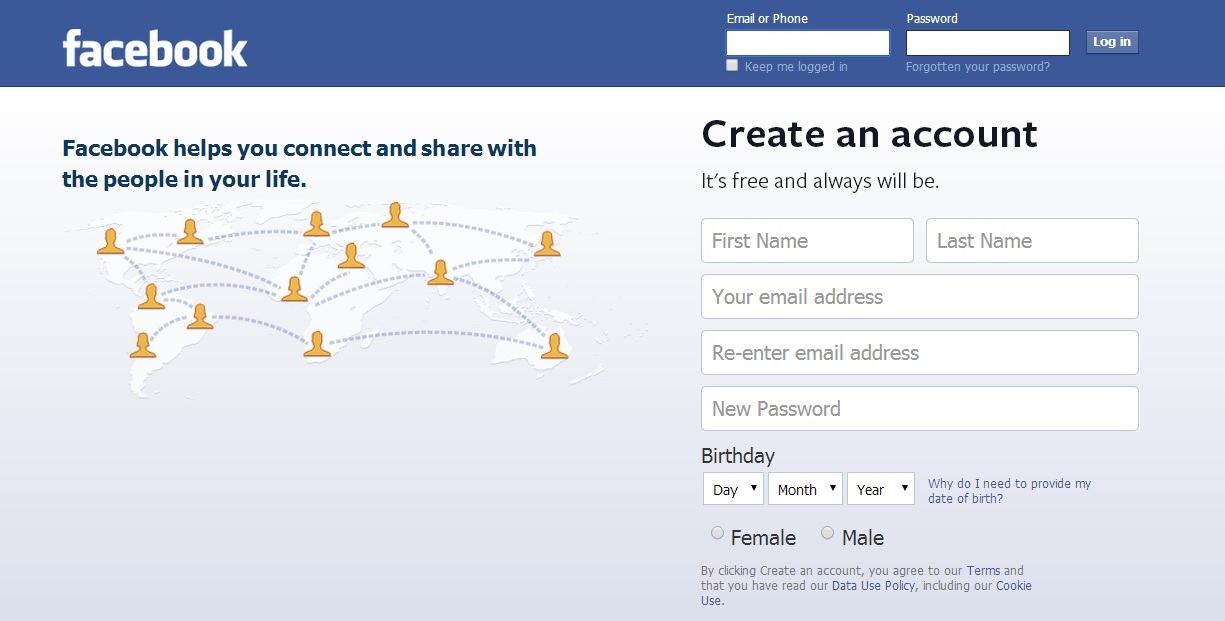 facebook
Email or Phone
Password
Log in
Keep me logged in
Forgotten your password?
Facebook helps you connect and share with
the people in your life.
Create an account
It's free and always will be.
First Name
Last Name
Your email address
Re-enter email address
New Password
Birthday
Day
Month
Year
Why do I need to provide my
date of birth?
Female
Male
By clicking Create an account, you agree to our Terms and
that you have read our Data Use Policy, including our Cookie
Use.